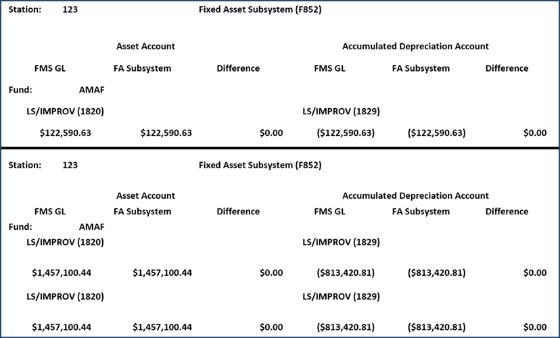 Station: 123 Fixed Asset Subsystem (F852)
Asset Account Accumulated Depreciation Account
FMS GL FA Subsystem Difference FMS GL FA Subsystem Difference
Fund: AMAF
LS/IMPROV (1820) LS/IMPROV (1829)
$122,590.63 $122,590.63 $0.00 ($122,590.63) ($122,590.63) $0.00
Station: 123 Fixed Asset Subsystem (F852)
Asset Account Accumulated Depreciation Account
FMS GL FA Subsystem Difference FMS GL FA Subsystem Difference
Fund: AMAF
LS/IMPROV (1820) LS/IMPROV (1829)
$1,457,100.44 $1,457,100.44 $0.00 ($813,420.81) ($813,420.81) $0.00
LS/IMPROV (1820) LS/IMPROV (1829)
$1,457,100.44 $1,457,100.44 $0.00 ($813,420.81) ($813,420.81) $0.00